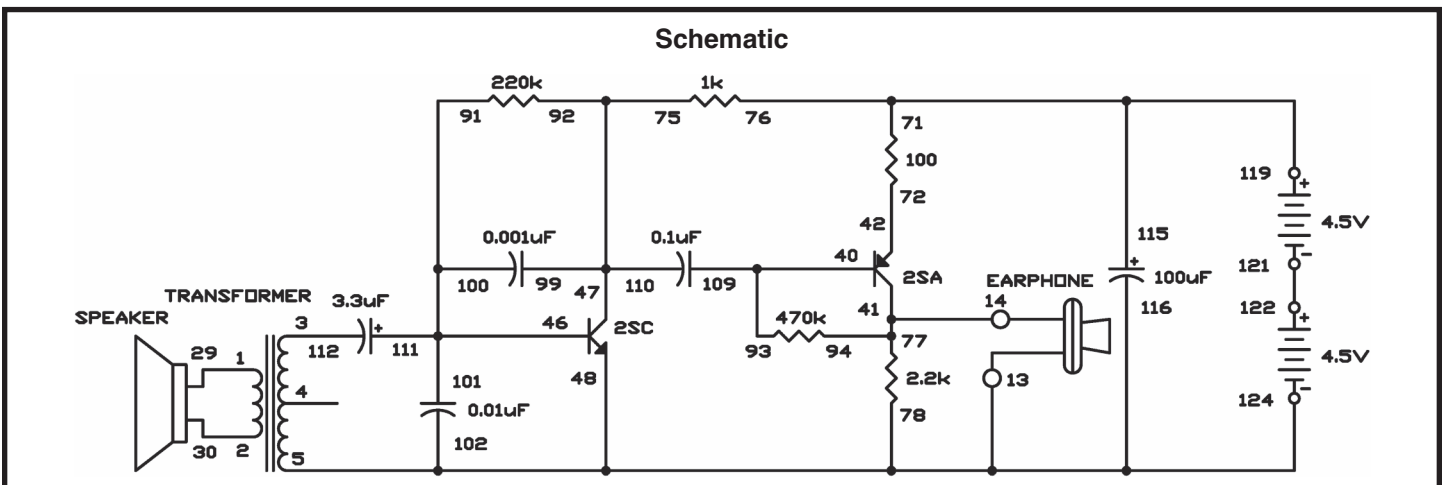 Schematic
220k 1k
91 92 75 76 71
100
119 +
72
4.5V
42
0.001uF 0.1uF 115
40 +
- 121
100 99 110 109 2SA EARPHONE 100uF
TRANSFORMER 3.3uF 47 14 122
3 41 116 +
SPEAKER + 46 2SC 470k
112 111 77
29 1 93 94 4.5V
48 2.2k 13
4 101
0.01uF - 124
78
30 2 102
5